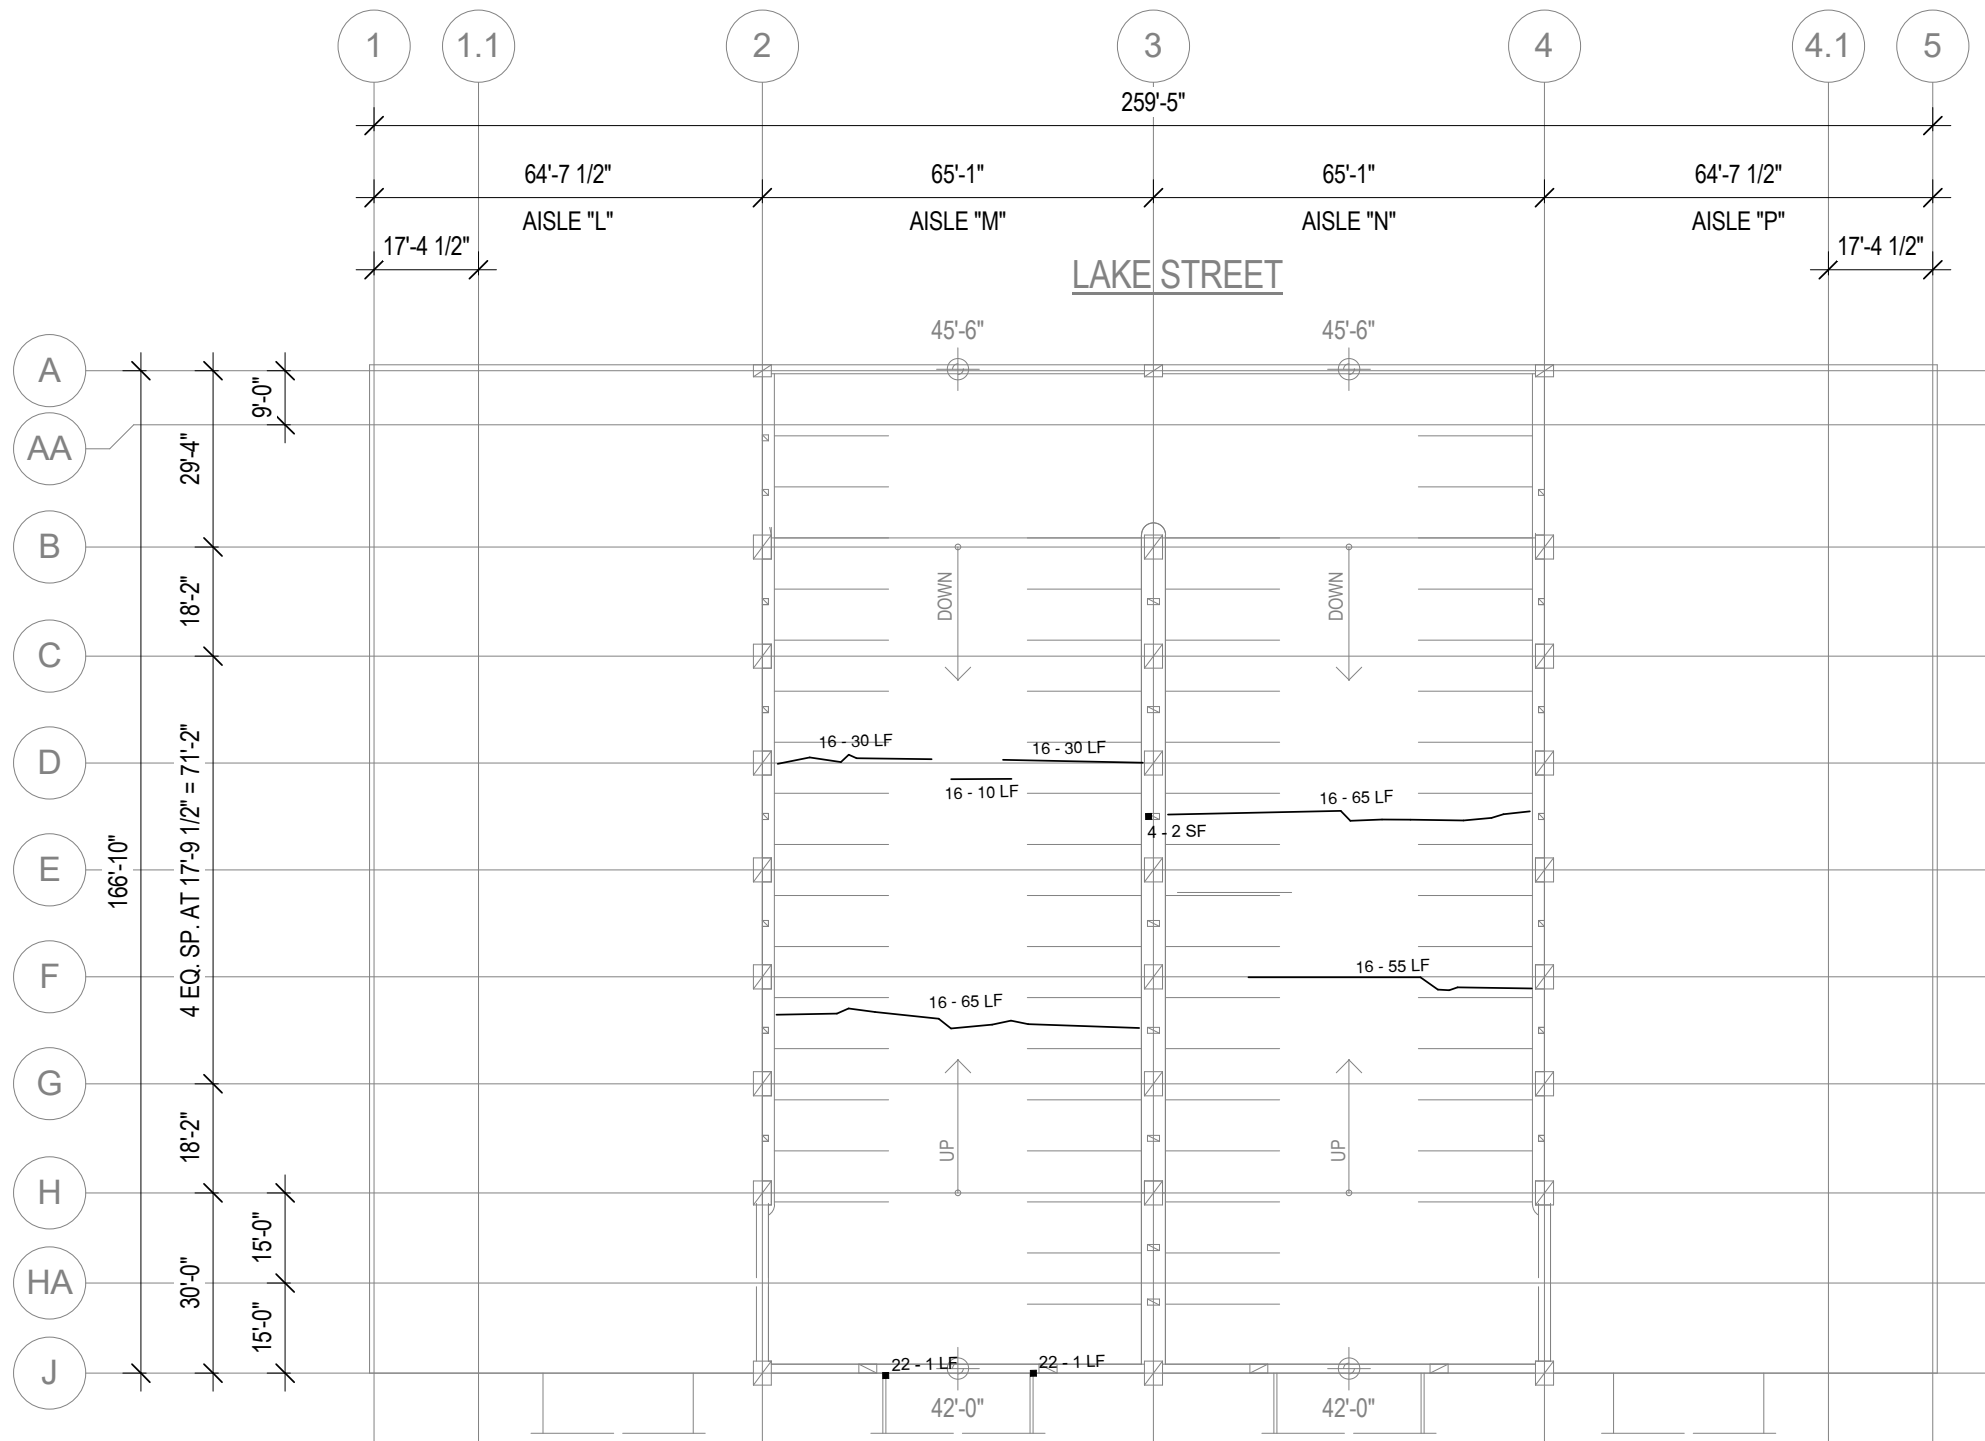 1
1.1
2
3
4
4.1
5
259'-5"
64'-7 1/2"
65'-1"
65'-1"
64'-7 1/2"
AISLE "L"
AISLE "M"
AISLE "N"
AISLE "P"
17'-4 1/2"
17'-4 1/2"
LAKE STREET
45'-6"
45'-6"
A
AA
B
C
D
E
F
G
H
HA
J
9'-0"
29'-4"
18'-2"
4 EQ. SP. AT 17'-9 1/2" = 71'-2"
166'-10"
18'-2"
15'-0"
30'-0"
15'-0"
DOWN
DOWN
16 - 30 LF
16 - 30 LF
16 - 10 LF
16 - 65 LF
4 - 2 SF
16 - 55 LF
16 - 65 LF
UP
UP
22 - 1 LF
22 - 1 LF
42'-0"
42'-0"